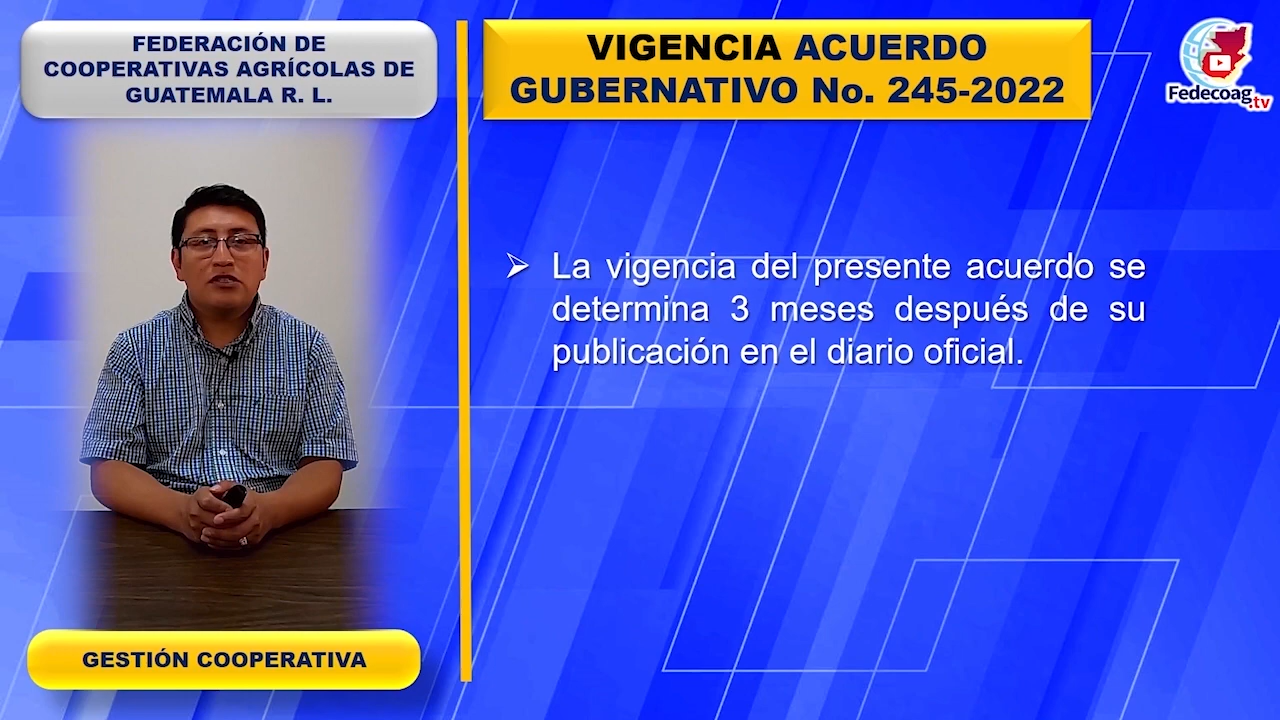 FEDERACIÓN DE
COOPERATIVAS AGRÍCOLAS DE
GUATEMALA R. L.
VIGENCIA ACUERDO
GUBERNATIVO No. 245-2022
Fedecoag.tv
La vigencia del presente acuerdo se
determina 3 meses después de su
publicación en el diario oficial.
GESTIÓN COOPERATIVA